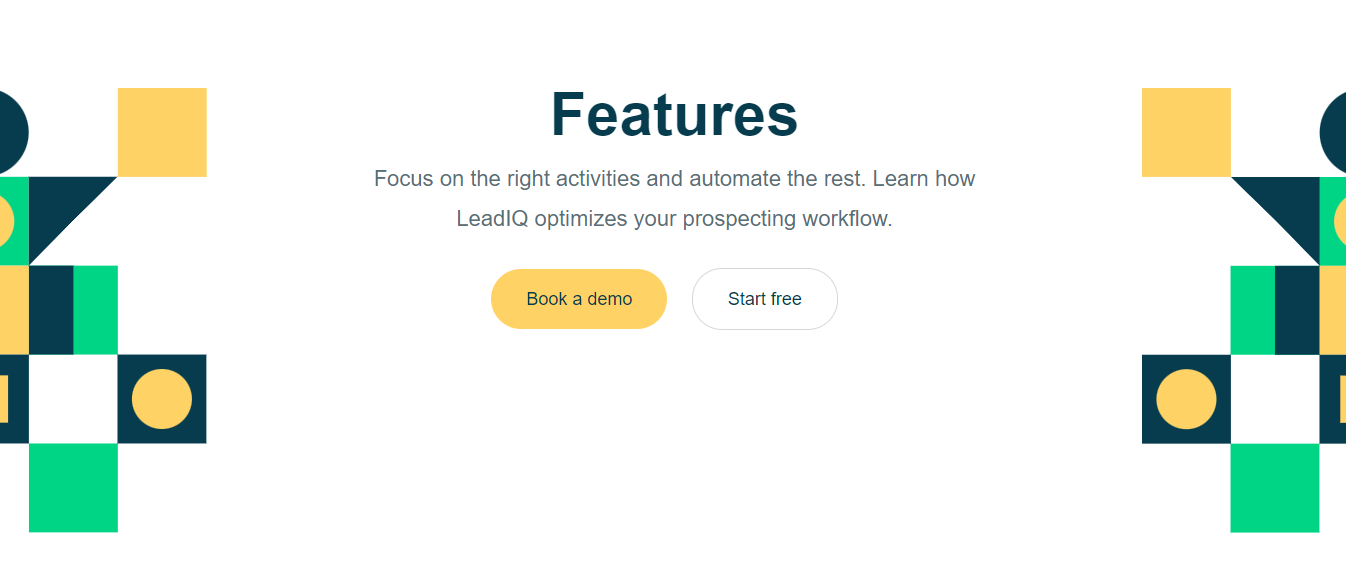 Features
Focus on the right activities and automate the rest. Learn how
LeadIQ optimizes your prospecting workflow.
Book a demo
Start free